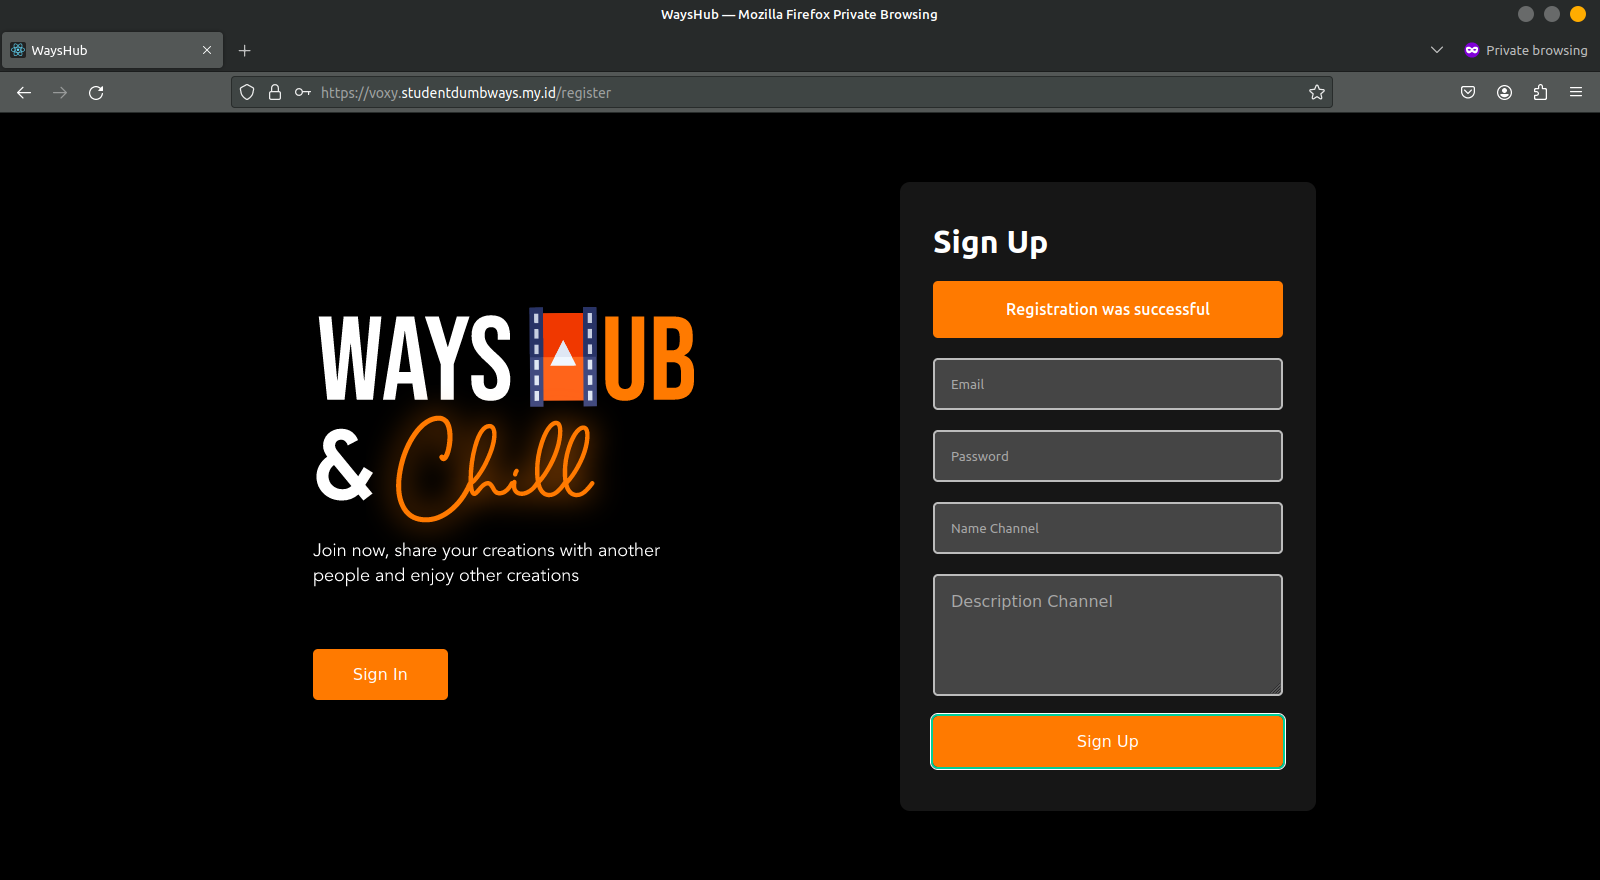 WaysHub — Mozilla Firefox Private Browsing
WaysHub
Private browsing
https://voxy.studentdumbways.my.id/register
WAYS HUB
& Chill
Join now, share your creations with another
people and enjoy other creations
Sign In
Sign Up
Registration was successful
Email
Password
Name Channel
Description Channel
Sign Up